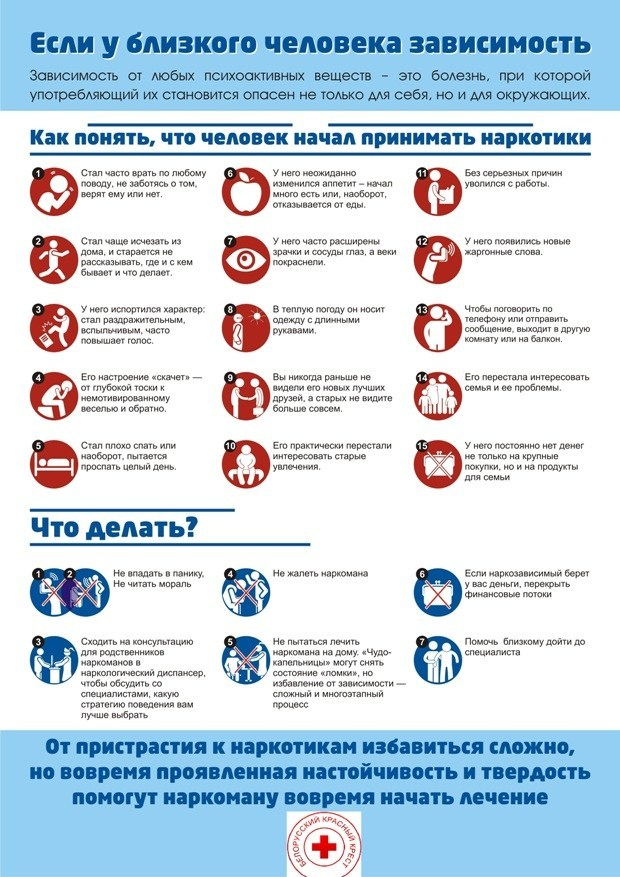 Если у близкого человека зависимость
Зависимость от любых психоактивных веществ – это болезнь, при которой
употребляющий их становится опасен не только для себя, но и для окружающих.
Как понять, что человек начал принимать наркотики
1
Стал часто врать по любому
поводу, не заботясь о том,
верят ему или нет.
2
Стал чаще исчезать из
дома, и старается не
рассказывать, где и с кем
бывает и что делает.
3
У него испортился характер:
стал раздражительным,
вспыльчивым, часто
повышает голос.
4
Его настроение «скачет» —
от глубокой тоски к
немотивированному
веселью и обратно.
5
Стал плохо спать или
наоборот, пытается
проспать целый день.
6
У него неожиданно
изменился аппетит – начал
много есть или, наоборот,
отказывается от еды.
7
У него часто расширены
зрачки и сосуды глаз, а веки
покраснели.
8
В теплую погоду он носит
одежду с длинными
рукавами.
9
Вы никогда раньше не
видели его новых лучших
друзей, а старых не видите
больше совсем.
10
Его практически перестали
интересовать старые
увлечения.
11
Без серьезных причин
уволился с работы.
12
У него появились новые
жаргонные слова.
13
Чтобы поговорить по
телефону или отправить
сообщение, выходит в другую
комнату или на балкон.
14
Его перестала интересовать
семья и ее проблемы.
15
У него постоянно нет денег
не только на крупные
покупки, но и на продукты
для семьи
Что делать?
1
2
Не впадать в панику,
Не читать мораль
3
Сходить на консультацию
для родственников
наркоманов в
наркологический диспансер,
чтобы обсудить со
специалистами, какую
стратегию поведения вам
лучше выбрать
4
Не жалеть наркомана
5
Не пытаться лечить
наркомана на дому. «Чудо-
капельницы» могут снять
состояние «ломки», но
избавление от зависимости —
сложный и многоэтапный
процесс
6
Если наркозависимый берет
у вас деньги, перекрыть
финансовые потоки
7
Помочь близкому дойти до
специалиста
От пристрастия к наркотикам избавиться сложно,
но вовремя проявленная настойчивость и твердость
помогут наркоману вовремя начать лечение
БЕЛОРУССКИЙ КРАСНЫЙ КРЕСТ